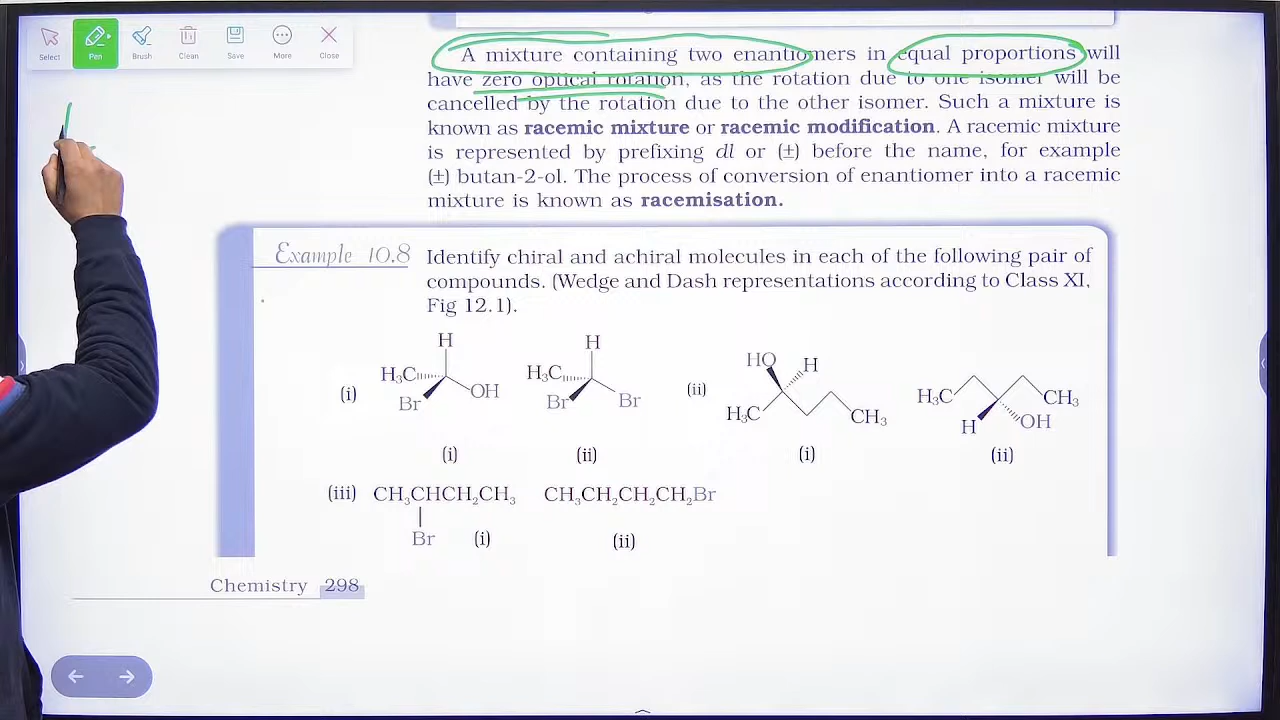 Select Pen Brush Clean Save More Close
A mixture containing two enantiomers in equal proportions will
have zero optical rotation, as the rotation due to one isomer will be
cancelled by the rotation due to the other isomer. Such a mixture is
known as racemic mixture or racemic modification. A racemic mixture
is represented by prefixing dl or (±) before the name, for example
(±) butan-2-ol. The process of conversion of enantiomer into a racemic
mixture is known as racemisation.
Example 10.8 Identify chiral and achiral molecules in each of the following pair of
compounds. (Wedge and Dash representations according to Class XI,
Fig 12.1).
(i) H H₃C Br OH (i)
H H₃C Br Br (ii)
(ii) HO H H₃C CH₃ (i)
H₃C CH₃ H OH (ii)
(iii) CH₃CHCH₂CH₃ CH₃CH₂CH₂CH₂Br
Br (i) (ii)
Chemistry 298